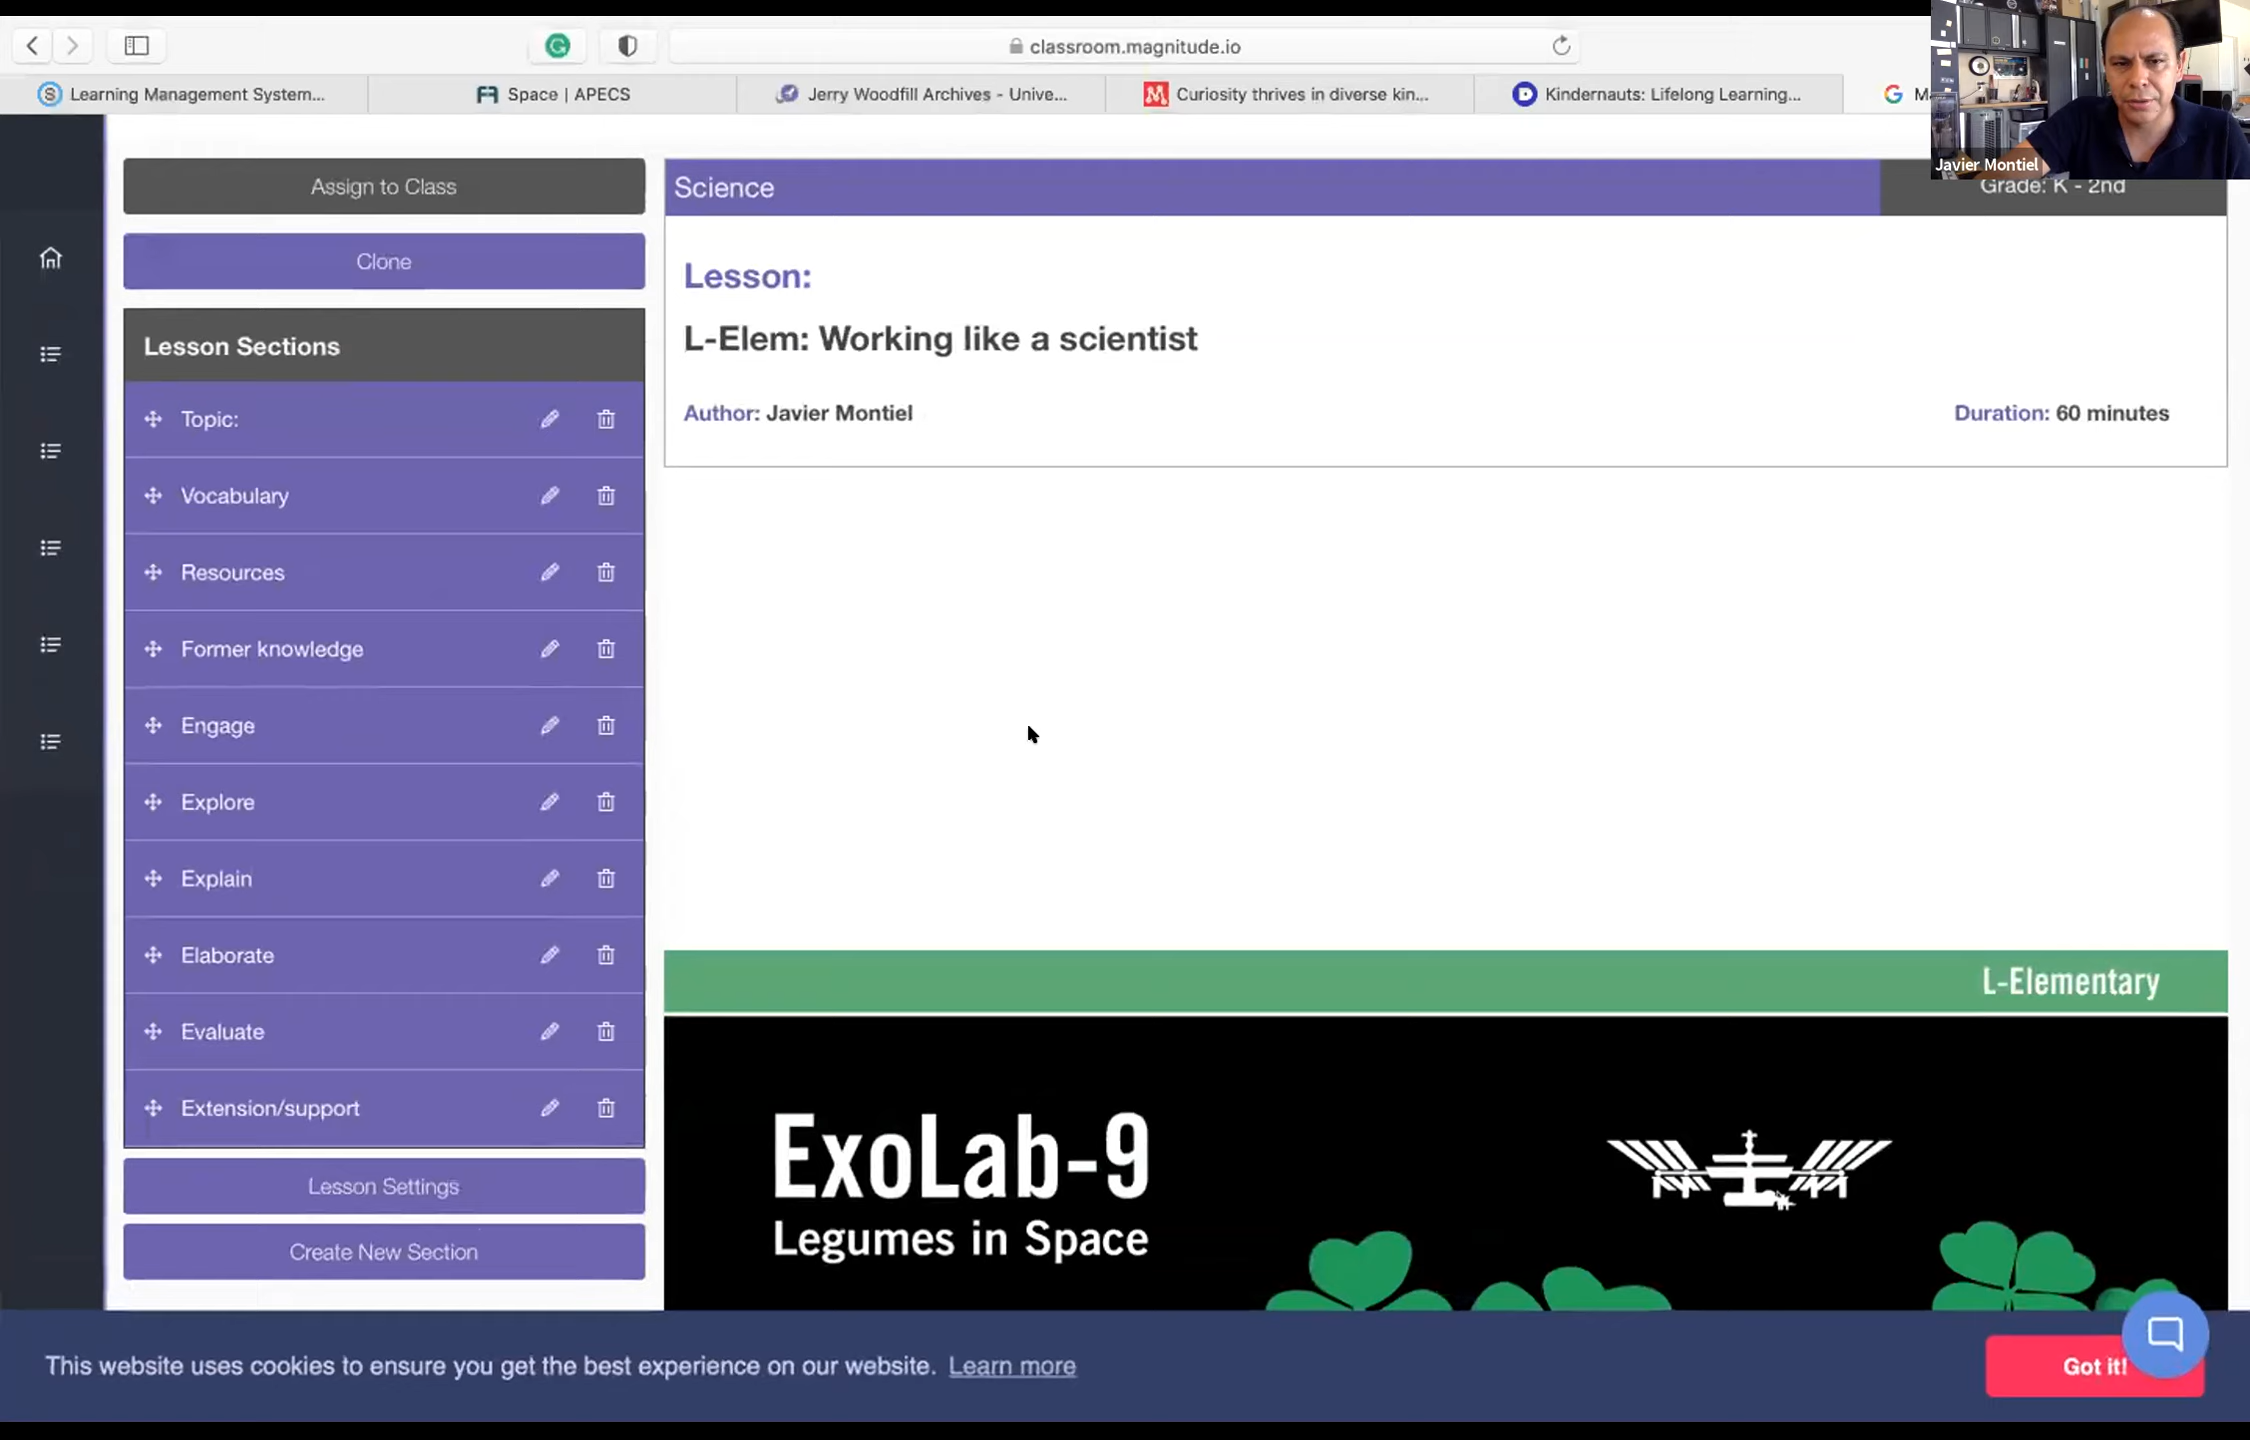 classroom.magnitude.io
Learning Management System...
Space | APECS
Jerry Woodfill Archives - Unive...
Curiosity thrives in diverse kin...
Kindernauts: Lifelong Learning...
Javier Montiel
Assign to Class
Clone
Lesson Sections
Topic:
Vocabulary
Resources
Former knowledge
Engage
Explore
Explain
Elaborate
Evaluate
Extension/support
Lesson Settings
Create New Section
Science
Grade: K - 2nd
Lesson:
L-Elem: Working like a scientist
Author: Javier Montiel
Duration: 60 minutes
L-Elementary
ExoLab-9
Legumes in Space
This website uses cookies to ensure you get the best experience on our website. Learn more
Got it!